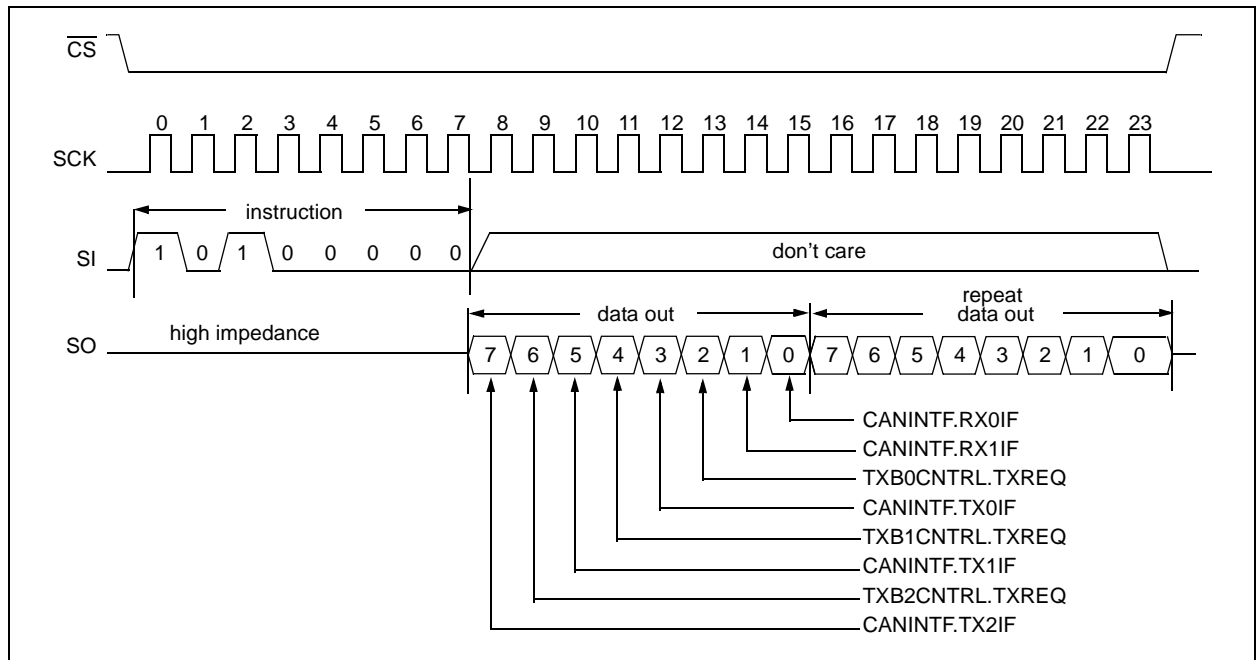 CS
0 1 2 3 4 5 6 7 8 9 10 11 12 13 14 15 16 17 18 19 20 21 22 23
SCK
instruction
SI 1 0 1 0 0 0 0 0 don't care
repeat
data out data out
high impedance
SO 7 6 5 4 3 2 1 0 7 6 5 4 3 2 1 0
CANINTF.RX0IF
CANINTF.RX1IF
TXB0CNTRL.TXREQ
CANINTF.TX0IF
TXB1CNTRL.TXREQ
CANINTF.TX1IF
TXB2CNTRL.TXREQ
CANINTF.TX2IF